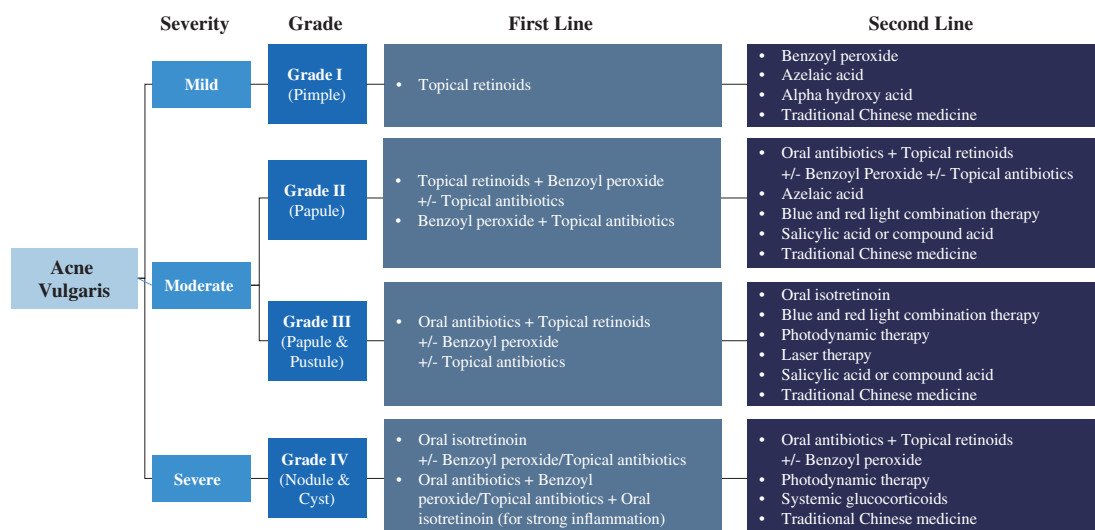 Severity
Grade
First Line
Second Line
Acne
Vulgaris
Mild
Grade I
(Pimple)
• Topical retinoids
• Benzoyl peroxide
• Azelaic acid
• Alpha hydroxy acid
• Traditional Chinese medicine
Moderate
Grade II
(Papule)
• Topical retinoids + Benzoyl peroxide
+/- Topical antibiotics
• Benzoyl peroxide + Topical antibiotics
• Oral antibiotics + Topical retinoids
+/- Benzoyl Peroxide +/- Topical antibiotics
• Azelaic acid
• Blue and red light combination therapy
• Salicylic acid or compound acid
• Traditional Chinese medicine
Grade III
(Papule &
Pustule)
• Oral antibiotics + Topical retinoids
+/- Benzoyl peroxide
+/- Topical antibiotics
• Oral isotretinoin
• Blue and red light combination therapy
• Photodynamic therapy
• Laser therapy
• Salicylic acid or compound acid
• Traditional Chinese medicine
Severe
Grade IV
(Nodule &
Cyst)
• Oral isotretinoin
+/- Benzoyl peroxide/Topical antibiotics
• Oral antibiotics + Benzoyl
peroxide/Topical antibiotics + Oral
isotretinoin (for strong inflammation)
• Oral antibiotics + Topical retinoids
+/- Benzoyl peroxide
• Photodynamic therapy
• Systemic glucocorticoids
• Traditional Chinese medicine